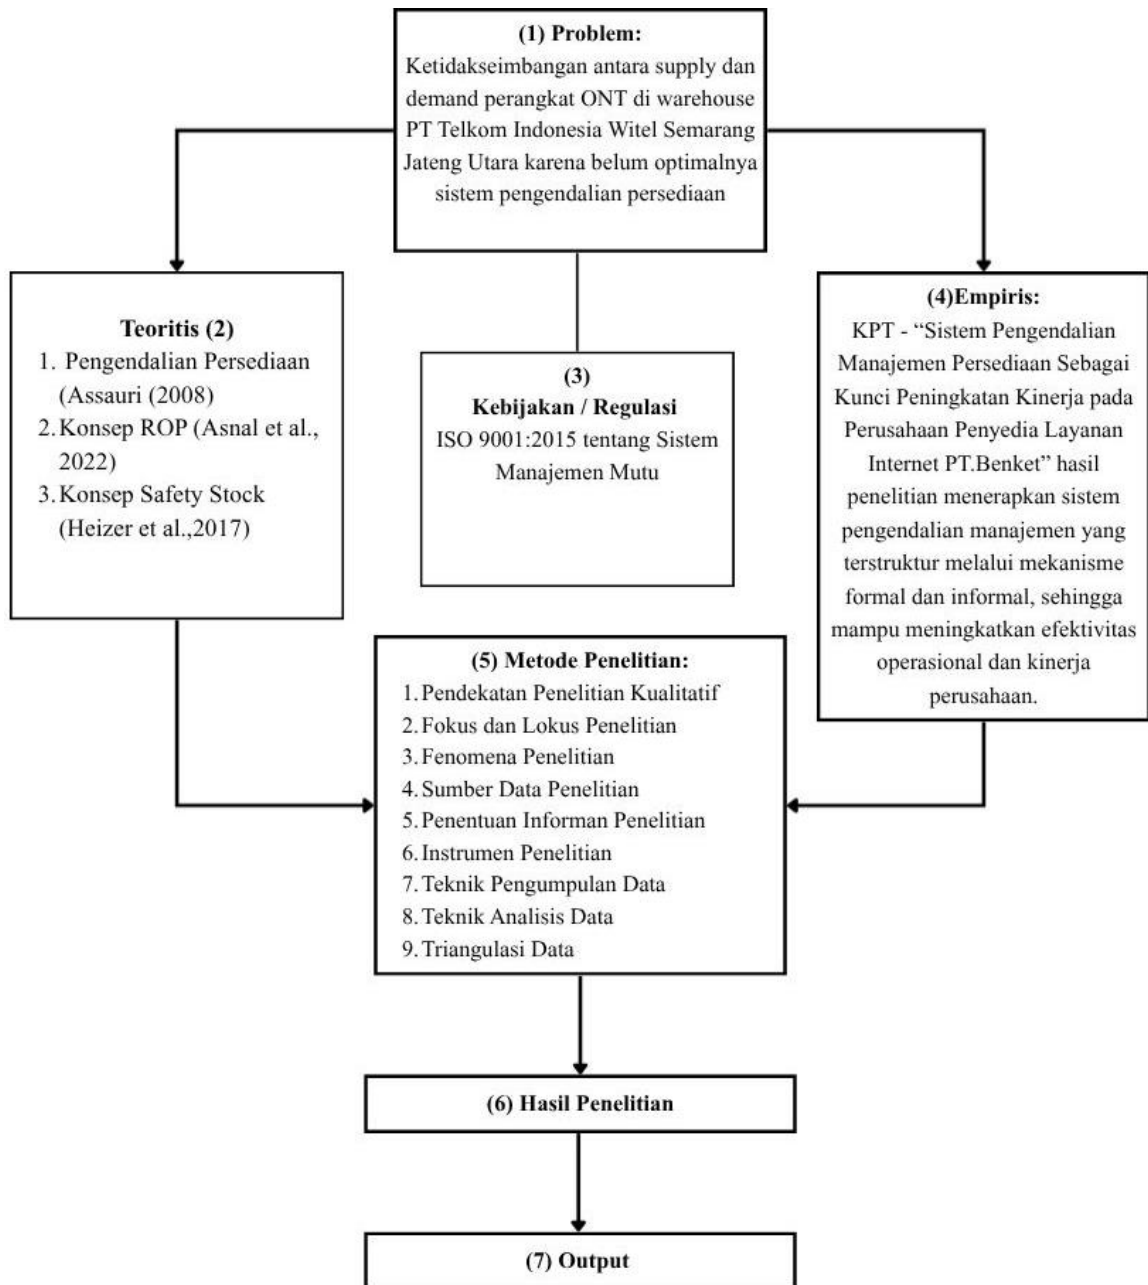 (1) Problem:
Ketidakseimbangan antara supply dan
demand perangkat ONT di warehouse
PT Telkom Indonesia Witel Semarang
Jateng Utara karena belum optimalnya
sistem pengendalian persediaan
Teoritis (2)
1. Pengendalian Persediaan
(Assauri (2008)
2. Konsep ROP (Asnal et al.,
2022)
3. Konsep Safety Stock
(Heizer et al.,2017)
(3)
Kebijakan / Regulasi
ISO 9001:2015 tentang Sistem
Manajemen Mutu
(4)Empiris:
KPT - “Sistem Pengendalian
Manajemen Persediaan Sebagai
Kunci Peningkatan Kinerja pada
Perusahaan Penyedia Layanan
Internet PT.Benket” hasil
penelitian menerapkan sistem
pengendalian manajemen yang
terstruktur melalui mekanisme
formal dan informal, sehingga
mampu meningkatkan efektivitas
operasional dan kinerja
perusahaan.
(5) Metode Penelitian:
1. Pendekatan Penelitian Kualitatif
2. Fokus dan Lokus Penelitian
3. Fenomena Penelitian
4. Sumber Data Penelitian
5. Penentuan Informan Penelitian
6. Instrumen Penelitian
7. Teknik Pengumpulan Data
8. Teknik Analisis Data
9. Triangulasi Data
(6) Hasil Penelitian
(7) Output